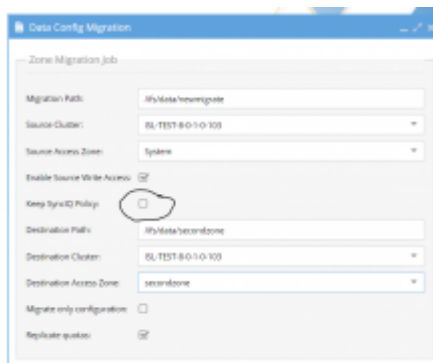 Data Config Migration
Zone Migration Job
Migration Path: /ifs/data/newmigrate
Source Cluster: ISL-TEST-8-0-1-0-103
Source Access Zone: System
Enable Source Write Access:
Keep SyncIQ Policy:
Destination Path: /ifs/data/secondzone
Destination Cluster: ISL-TEST-8-0-1-0-103
Destination Access Zone: secondzone
Migrate only configuration:
Replicate quotas: